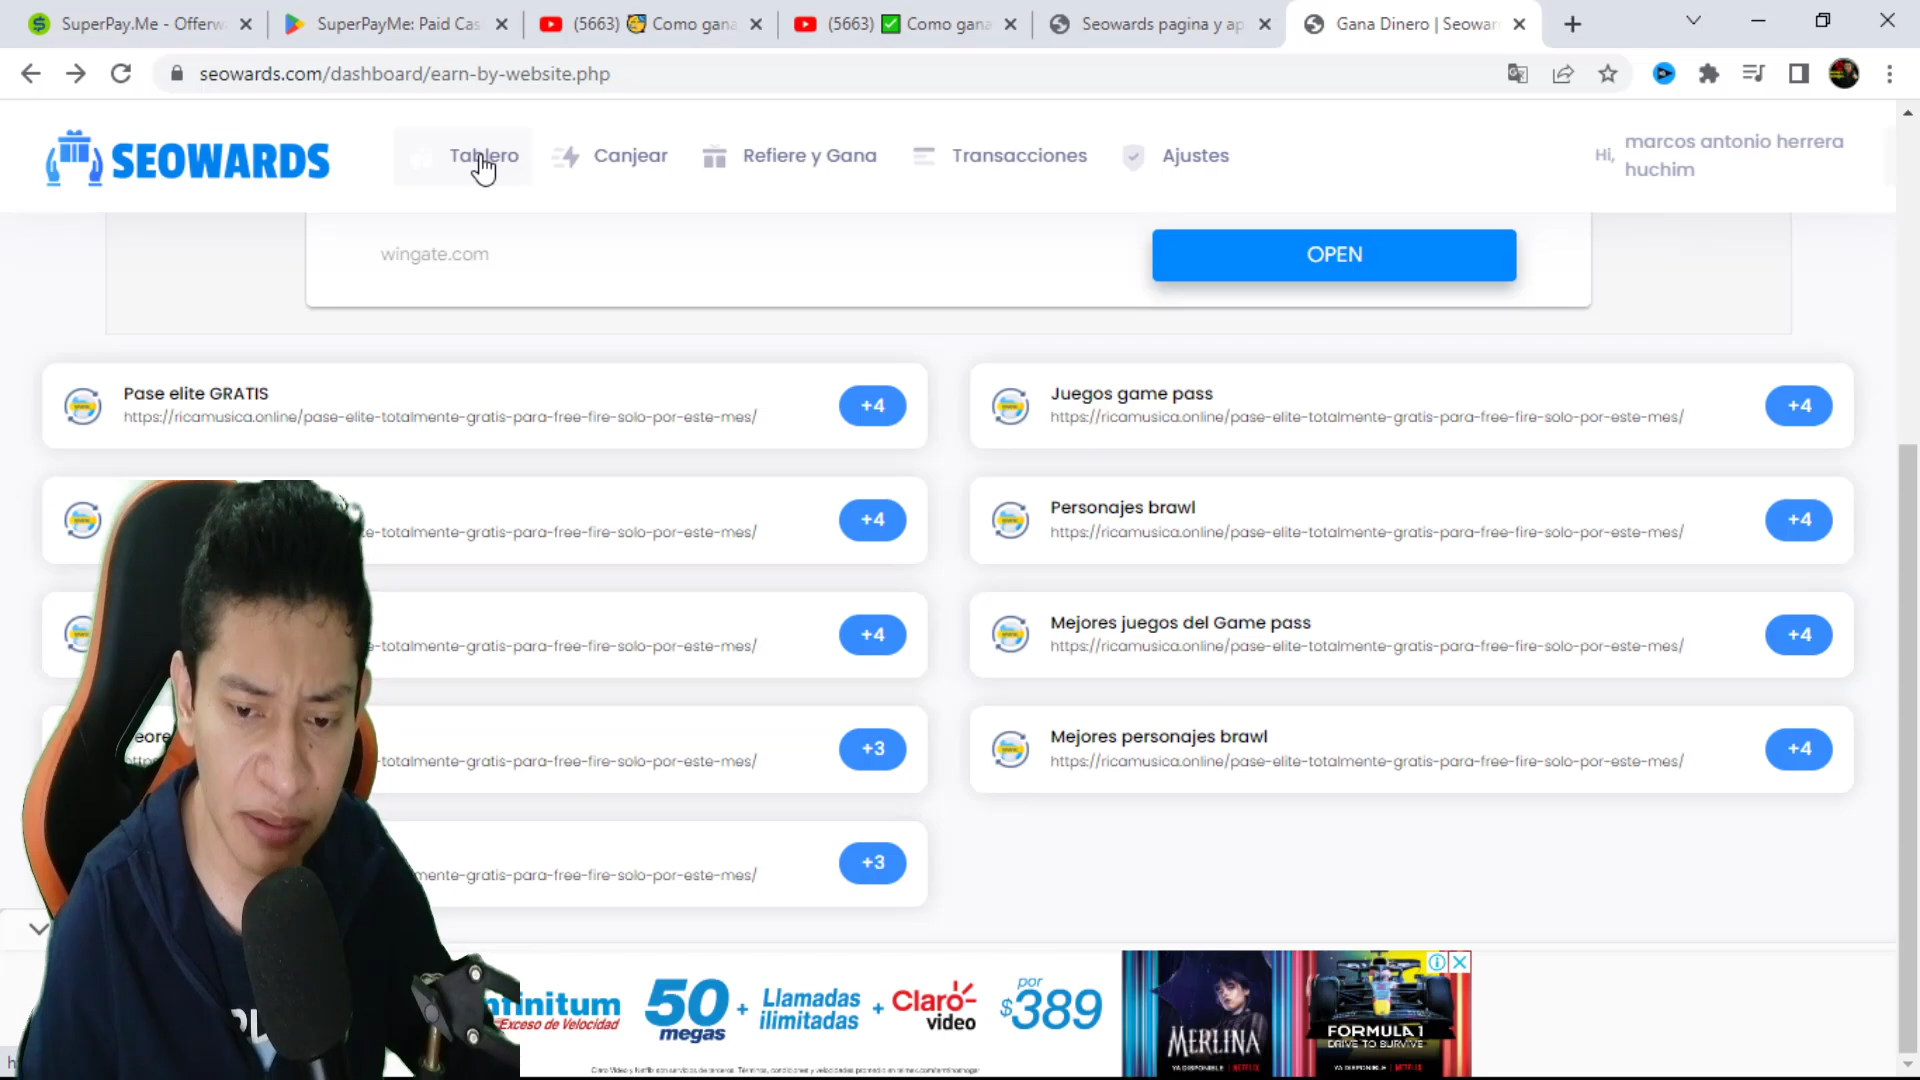 SuperPay.Me - Offerw
SuperPayMe: Paid Cas
(5663) Como gana
(5663) Como gana
Seowards pagina y ap
Gana Dinero | Seowar
seowards.com/dashboard/earn-by-website.php
SEOWARDS
Tablero
Canjear
Refiere y Gana
Transacciones
Ajustes
Hi,
marcos antonio herrera
huchim
wingate.com
OPEN
Pase elite GRATIS
https://ricamusica.online/pase-elite-totalmente-gratis-para-free-fire-solo-por-este-mes/
+4
Juegos game pass
https://ricamusica.online/pase-elite-totalmente-gratis-para-free-fire-solo-por-este-mes/
+4
e-totalmente-gratis-para-free-fire-solo-por-este-mes/
+4
Personajes brawl
https://ricamusica.online/pase-elite-totalmente-gratis-para-free-fire-solo-por-este-mes/
+4
e-totalmente-gratis-para-free-fire-solo-por-este-mes/
+4
Mejores juegos del Game pass
https://ricamusica.online/pase-elite-totalmente-gratis-para-free-fire-solo-por-este-mes/
+4
eore
-totalmente-gratis-para-free-fire-solo-por-este-mes/
+3
Mejores personajes brawl
https://ricamusica.online/pase-elite-totalmente-gratis-para-free-fire-solo-por-este-mes/
+4
mente-gratis-para-free-fire-solo-por-este-mes/
+3
nfinitum
Exceso de Velocidad
50
megas
+ Llamadas
ilimitadas
+ Claro
video
por
$389
MERLINA
YA DISPONIBLE | NETFLIX
FORMULA 1
DRIVE TO SURVIVE
YA DISPONIBLE | NETFLIX